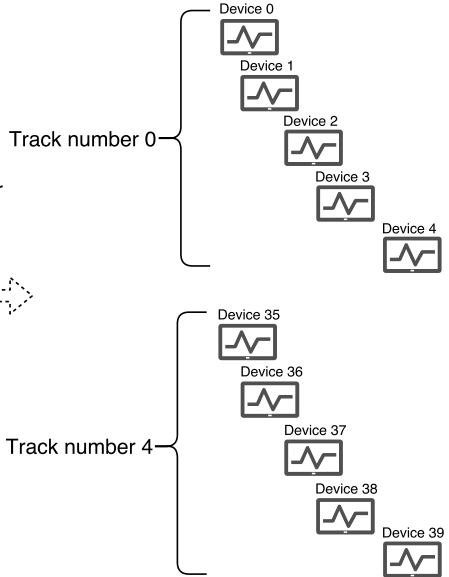 Device 0
Device 1
Device 2
Track number 0
Device 3
Device 4
Device 35
Device 36
Device 37
Track number 4
Device 38
Device 39